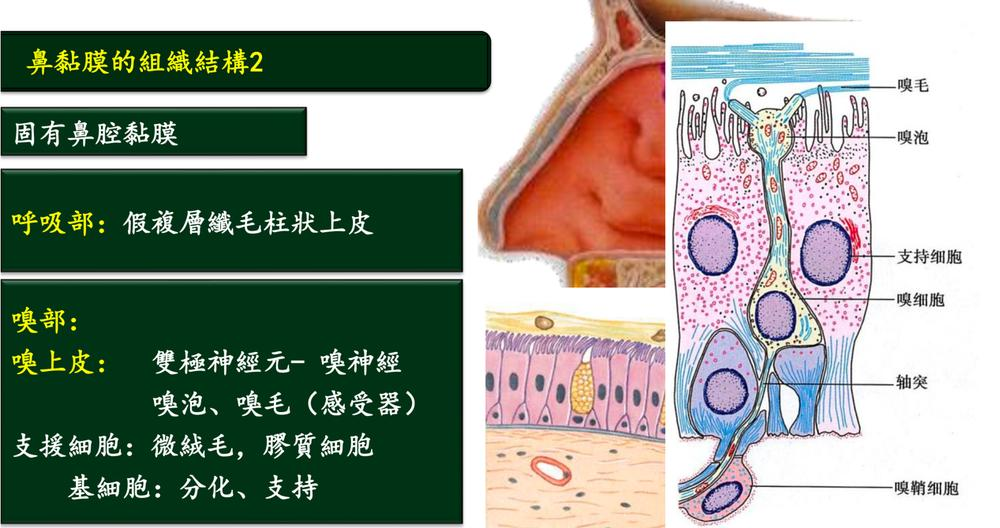 鼻黏膜的組織結構2
固有鼻腔黏膜
呼吸部：假複層纖毛柱狀上皮
嗅部：
嗅上皮： 雙極神經元- 嗅神經
嗅泡、嗅毛（感受器）
支援細胞：微絨毛，膠質細胞
基細胞：分化、支持
嗅毛
嗅泡
支持细胞
嗅细胞
轴突
嗅鞘细胞